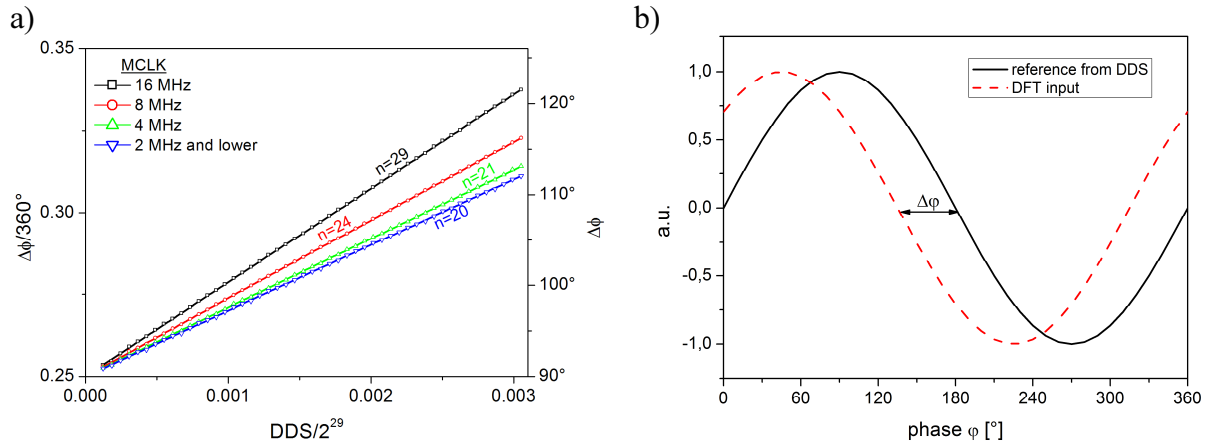 a)
0.35
0.30
0.25
Δϕ/360°
MCLK
16 MHz
8 MHz
4 MHz
2 MHz and lower
n=29
n=24
n=21
n=20
120°
110°
100°
90°
Δϕ
0.000
0.001
0.002
0.003
DDS/2²⁹
b)
1,0
0,5
0,0
-0,5
-1,0
a.u.
reference from DDS
DFT input
Δφ
0
60
120
180
240
300
360
phase φ [°]